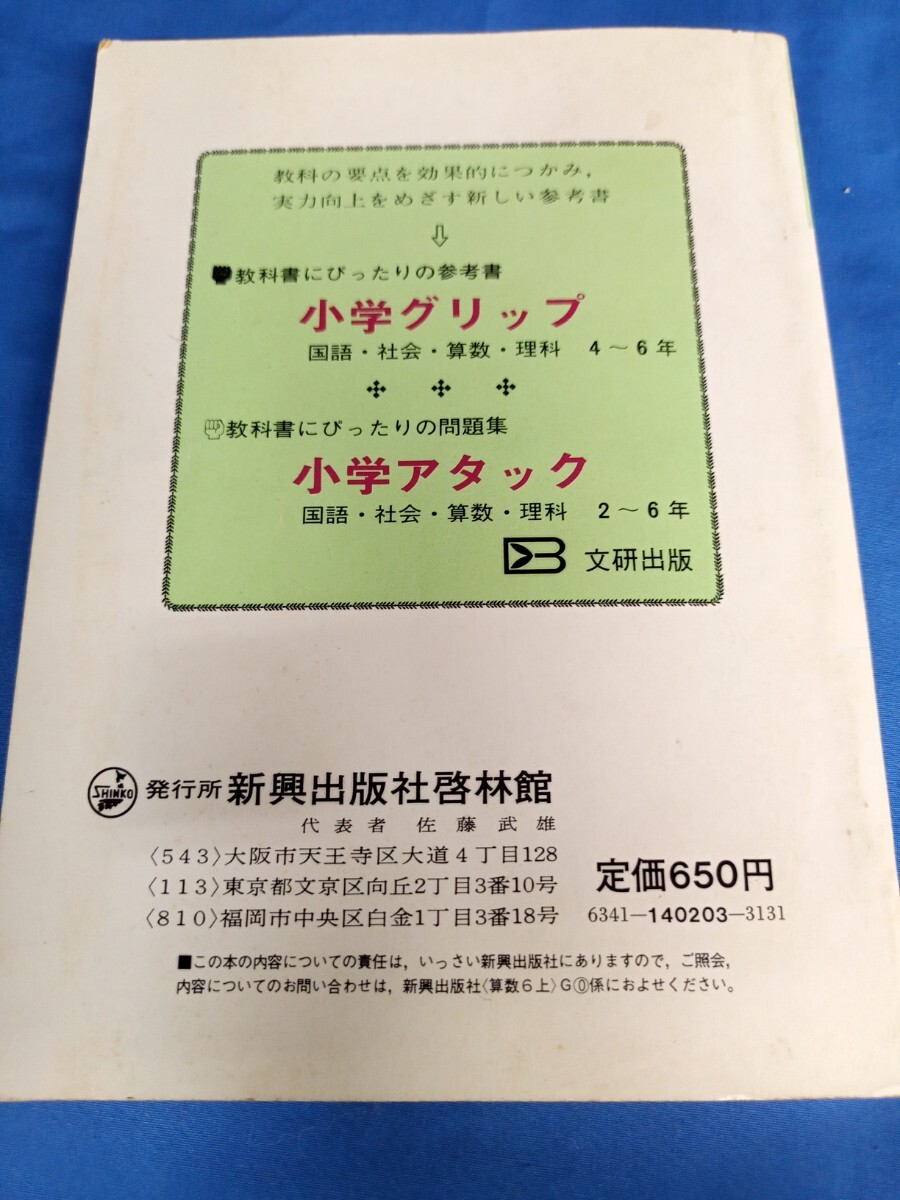 教科の要点を効果的につかみ，
実力向上をめざす新しい参考書
⇩
教科書にぴったりの参考書
小学グリップ
国語・社会・算数・理科 4～6年
教科書にぴったりの問題集
小学アタック
国語・社会・算数・理科 2～6年
文研出版
SHINKO 発行所 新興出版社啓林館
代表者 佐藤武雄
〈543〉大阪市天王寺区大道4丁目128
〈113〉東京都文京区向丘2丁目3番10号
〈810〉福岡市中央区白金1丁目3番18号
定価650円
6341―140203―3131
■この本の内容についての責任は，いっさい新興出版社にありますので，ご照会，
内容についてのお問い合わせは，新興出版社〈算数6上〉G⓪係におよせください。